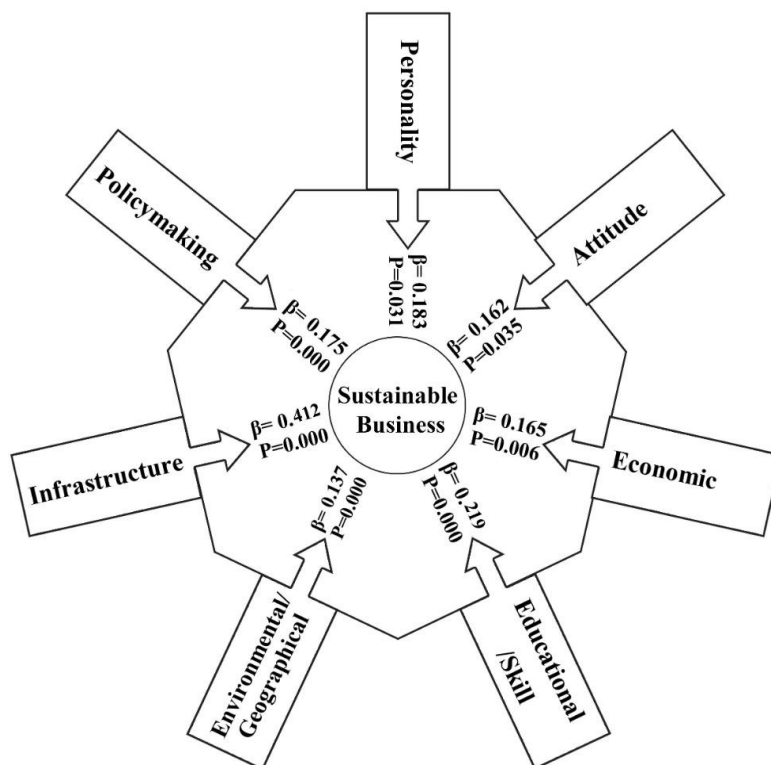 Personality
β= 0.183
P=0.031
Attitude
β= 0.162
P=0.035
Economic
β= 0.165
P=0.006
Educational
/Skill
β= 0.219
P=0.000
Environmental/
Geographical
β= 0.137
P=0.000
Infrastructure
β= 0.412
P=0.000
Policymaking
β= 0.175
P=0.000
Sustainable
Business